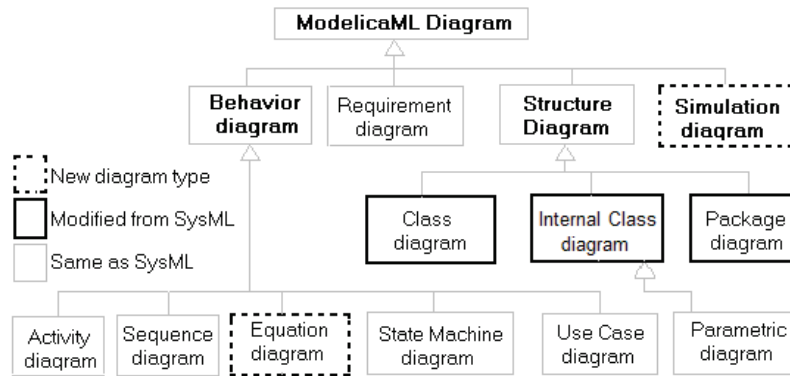 ModelicaML Diagram
Behavior
diagram
Requirement
diagram
Structure
Diagram
Simulation
diagram
New diagram type
Modified from SysML
Same as SysML
Class
diagram
Internal Class
diagram
Package
diagram
Activity
diagram
Sequence
diagram
Equation
diagram
State Machine
diagram
Use Case
diagram
Parametric
diagram